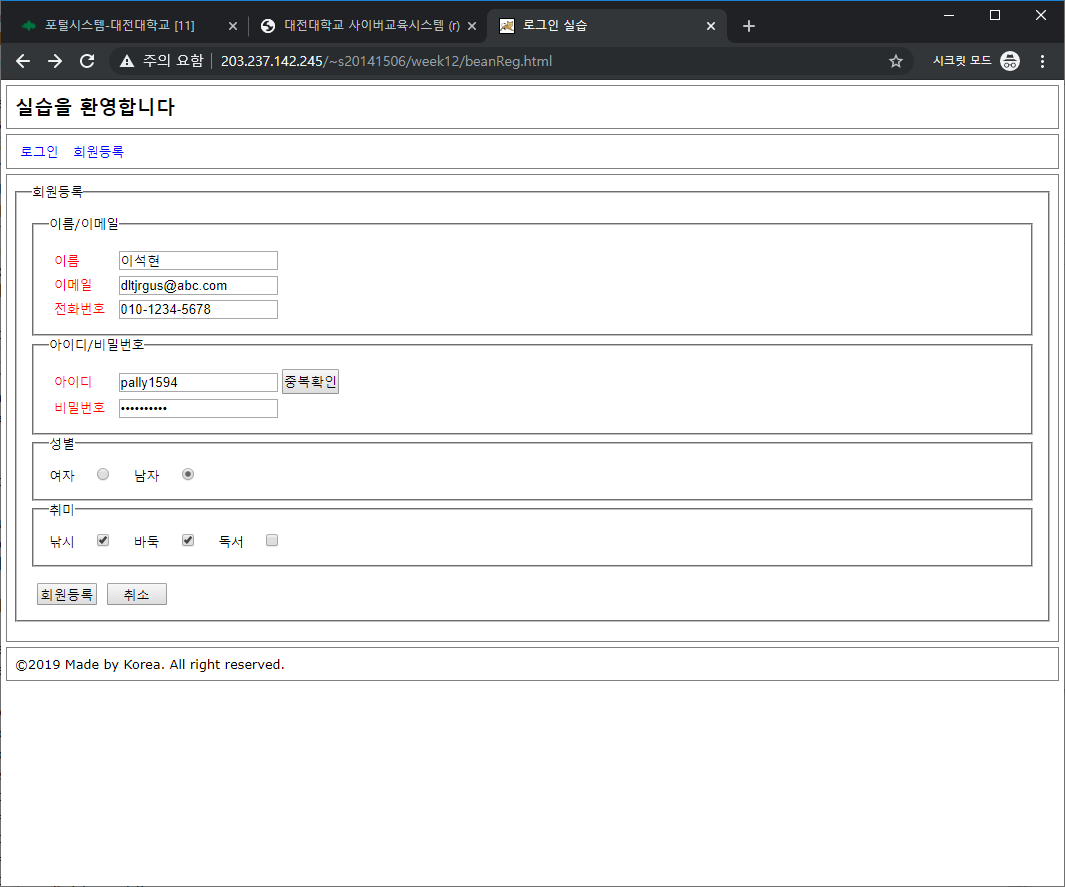 포털시스템-대전대학교 [11]
대전대학교 사이버교육시스템 (r)
로그인 실습
주의 요함
203.237.142.245/~s20141506/week12/beanReg.html
시크릿 모드
실습을 환영합니다
로그인 회원등록
회원등록
이름/이메일
이름 이석현
이메일 dltjrgus@abc.com
전화번호 010-1234-5678
아이디/비밀번호
아이디 pally1594 중복확인
비밀번호 ••••••••••
성별
여자 남자
취미
낚시 바둑 독서
회원등록 취소
©2019 Made by Korea. All right reserved.